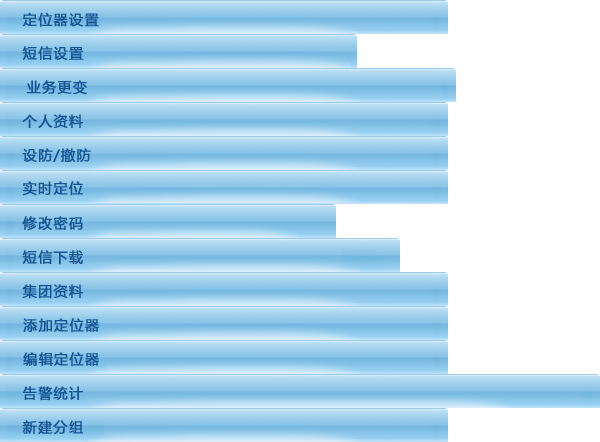 定位器设置
短信设置
业务更变
个人资料
设防/撤防
实时定位
修改密码
短信下载
集团资料
添加定位器
编辑定位器
告警统计
新建分组